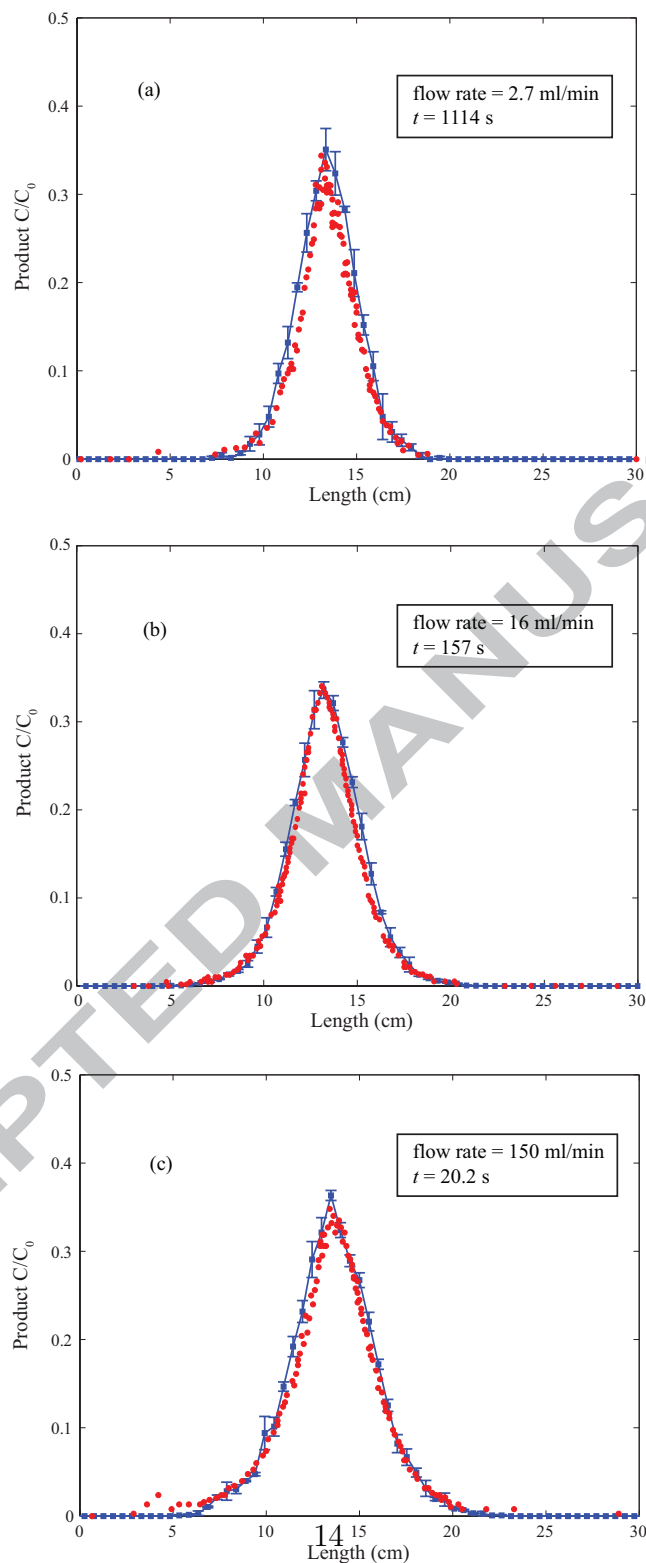 0.5
(a)
flow rate = 2.7 ml/min
t = 1114 s
0.4
0.3
Product C/C0
0.2
0.1
0
0 5 10 15 20 25 30
Length (cm)
0.5
(b)
flow rate = 16 ml/min
t = 157 s
0.4
0.3
Product C/C0
0.2
0.1
0
0 5 10 15 20 25 30
Length (cm)
0.5
(c)
flow rate = 150 ml/min
t = 20.2 s
0.4
0.3
Product C/C0
0.2
0.1
0
0 5 10 15 20 25 30
Length (cm)
14
PTED MANUS